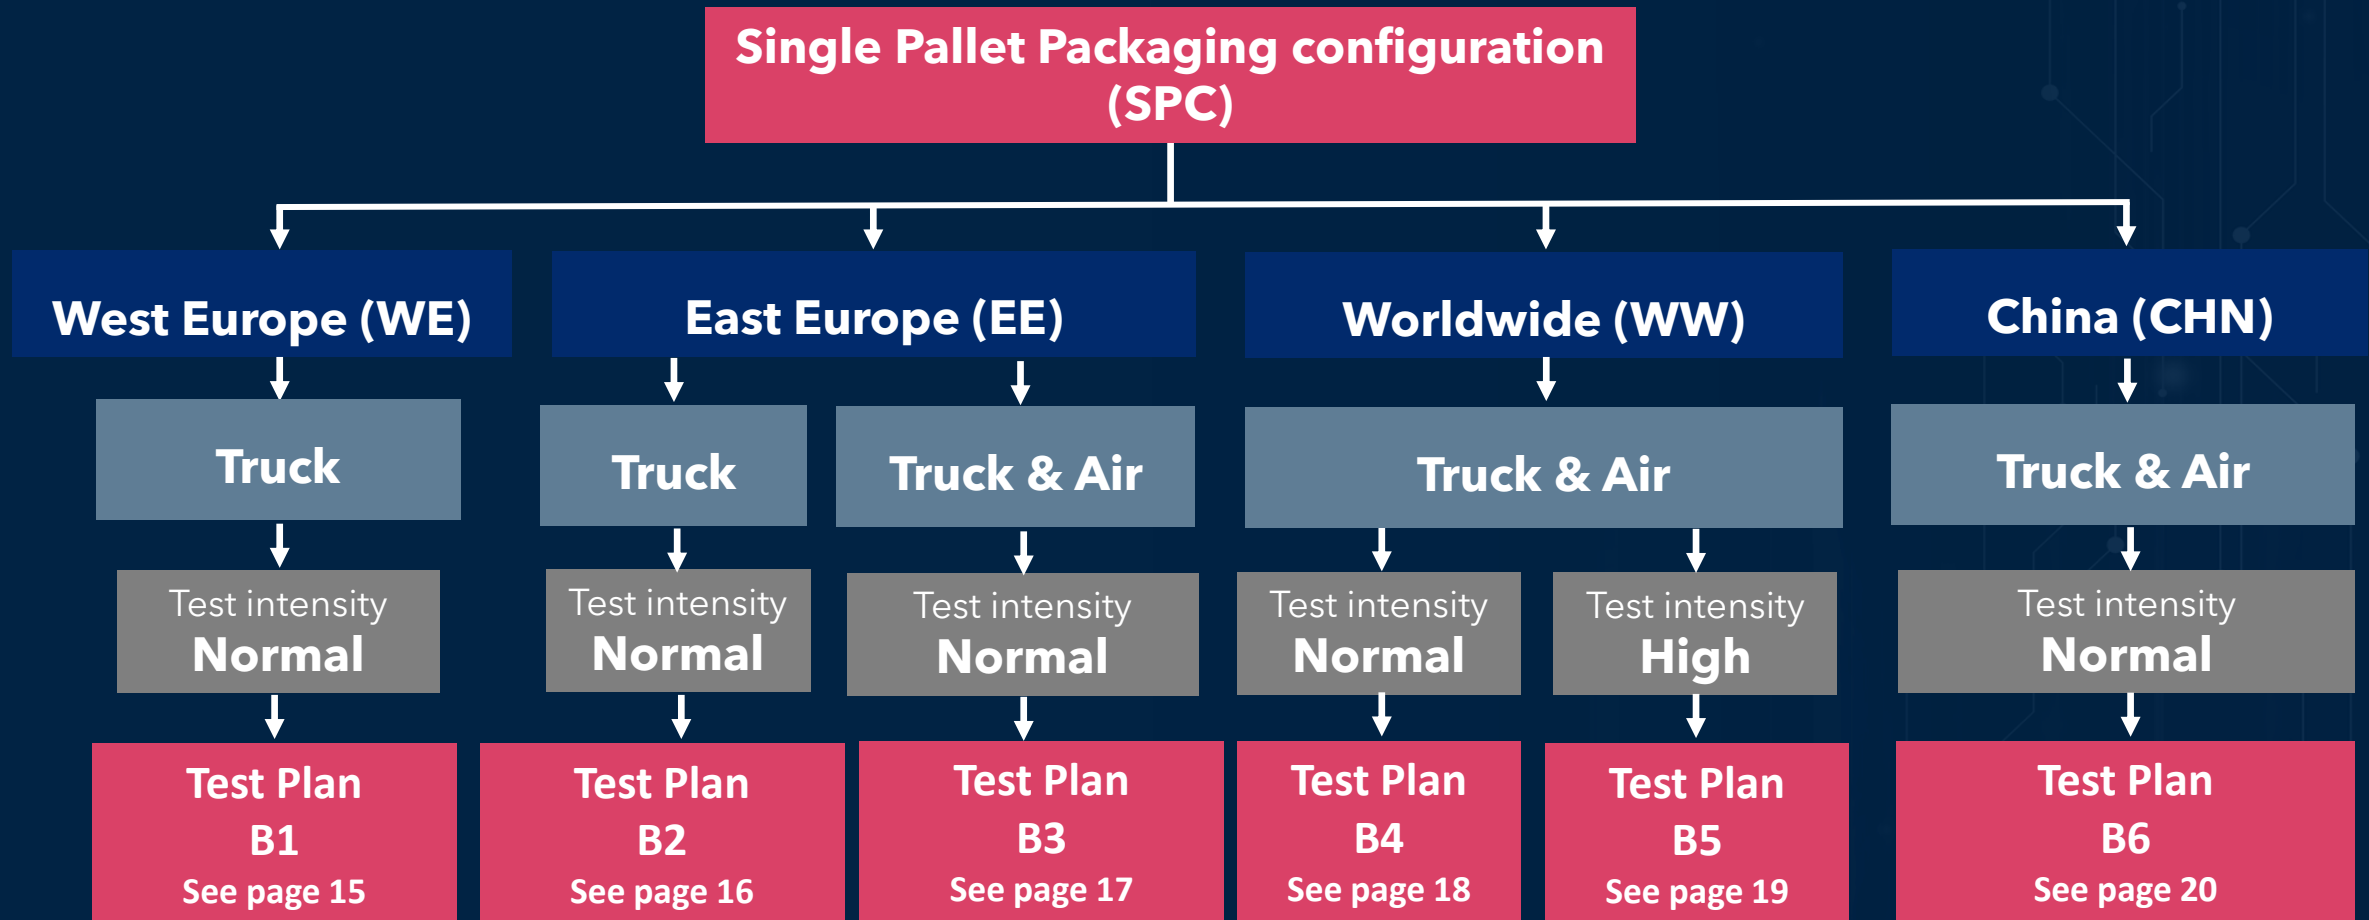 Single Pallet Packaging configuration
(SPC)
West Europe (WE)
East Europe (EE)
Worldwide (WW)
China (CHN)
Truck
Truck
Truck & Air
Truck & Air
Truck & Air
Test intensity
Normal
Test intensity
Normal
Test intensity
Normal
Test intensity
Normal
Test intensity
High
Test intensity
Normal
Test Plan
B1
See page 15
Test Plan
B2
See page 16
Test Plan
B3
See page 17
Test Plan
B4
See page 18
Test Plan
B5
See page 19
Test Plan
B6
See page 20